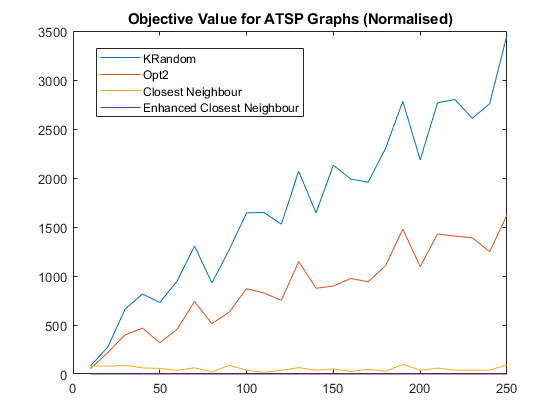 Objective Value for ATSP Graphs (Normalised)
3500
3000
2500
2000
1500
1000
500
0
KRandom
Opt2
Closest Neighbour
Enhanced Closest Neighbour
0 50 100 150 200 250